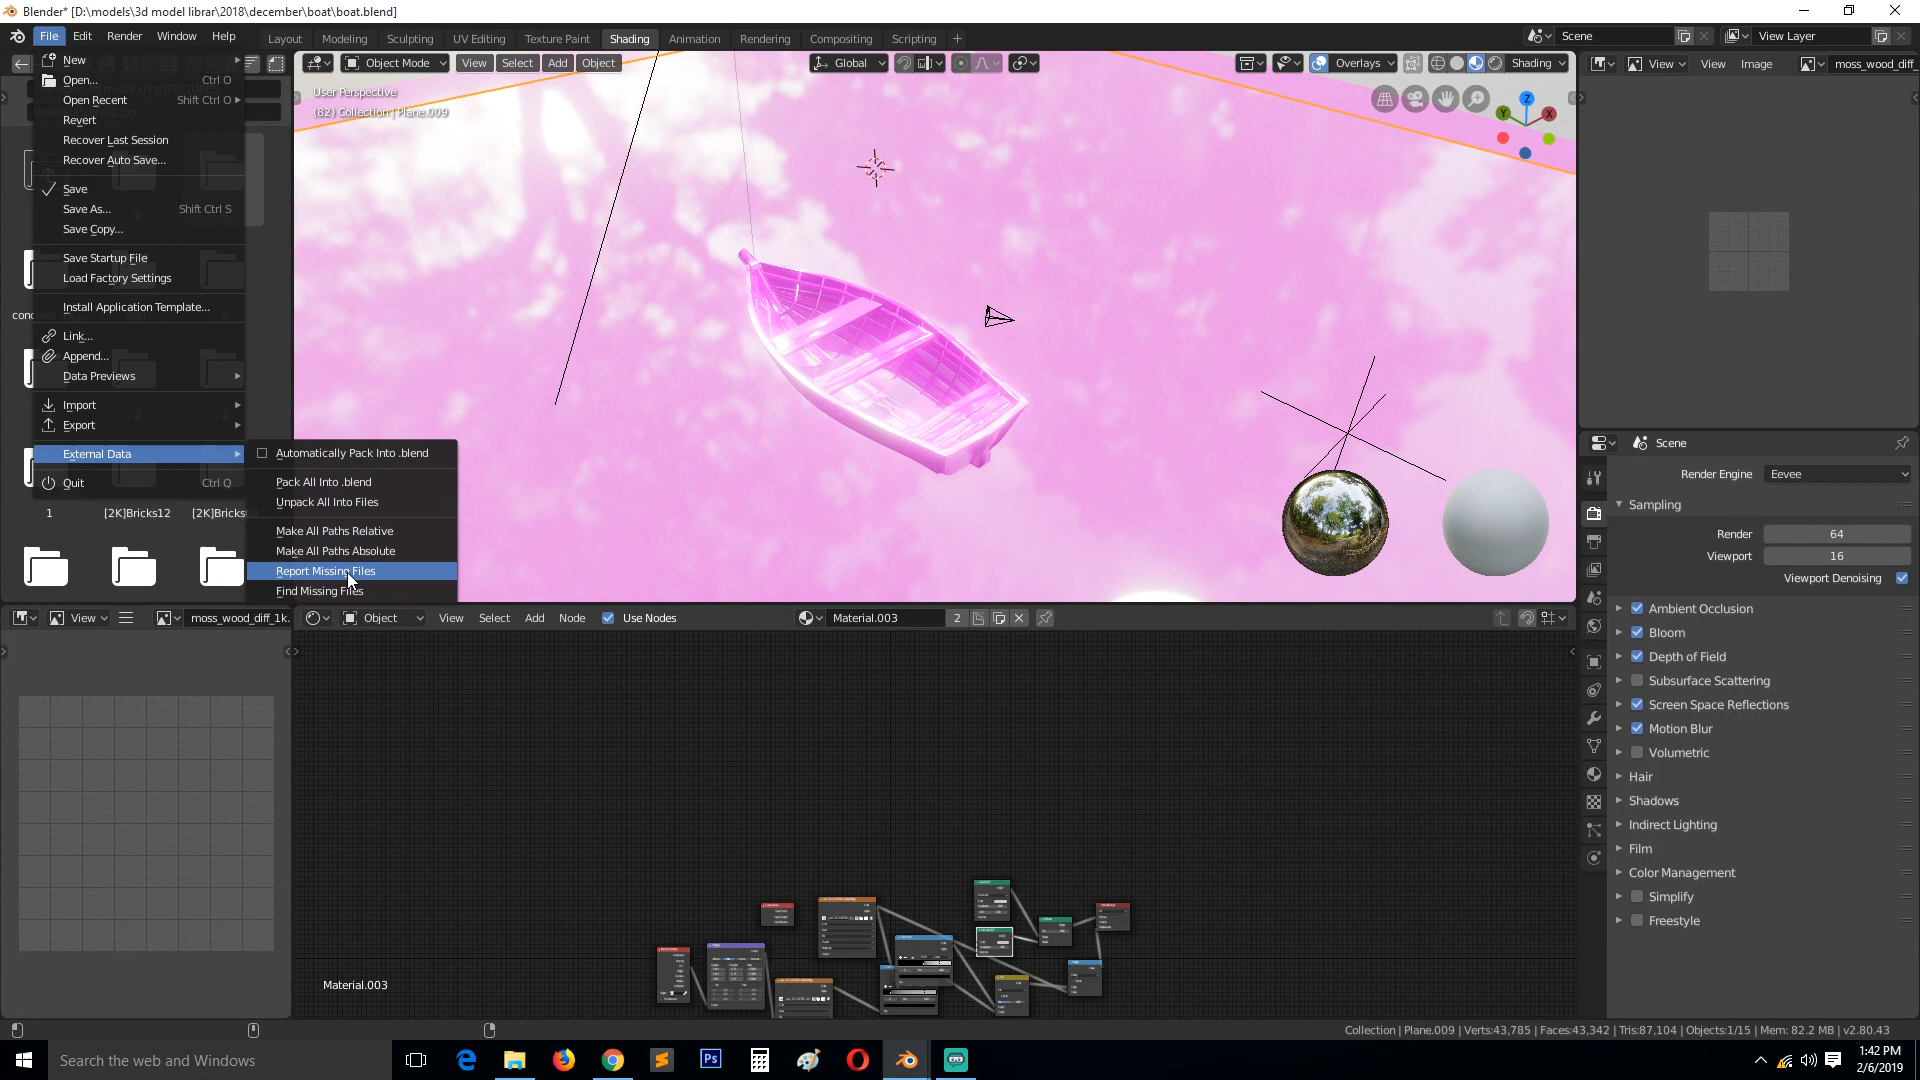 Blender* [D:\models\3d model librar\2018\december\boat\boat.blend]
File Edit Render Window Help
Layout Modeling Sculpting UV Editing Texture Paint Shading Animation Rendering Compositing Scripting
Scene View Layer
New
Open... Ctrl O
Open Recent Shift Ctrl O
Revert
Recover Last Session
Recover Auto Save...
Save
Save As... Shift Ctrl S
Save Copy...
Save Startup File
Load Factory Settings
Install Application Template...
Link...
Append...
Data Previews
Import
Export
External Data
Quit Ctrl Q
Automatically Pack Into .blend
Pack All Into .blend
Unpack All Into Files
Make All Paths Relative
Make All Paths Absolute
Report Missing Files
Find Missing Files
1 [2K]Bricks12
Object Mode View Select Add Object Global Overlays Shading
User Perspective
(82) Collection | Plane.009
View View Image moss_wood_diff_
Scene
Render Engine Eevee
Sampling
Render 64
Viewport 16
Viewport Denoising
Ambient Occlusion
Bloom
Depth of Field
Subsurface Scattering
Screen Space Reflections
Motion Blur
Volumetric
Hair
Shadows
Indirect Lighting
Film
Color Management
Simplify
Freestyle
View moss_wood_diff_1k.
Object View Select Add Node Use Nodes Material.003 2
Material.003
Collection | Plane.009 | Verts:43,785 | Faces:43,342 | Tris:87,104 | Objects:1/15 | Mem: 82.2 MB | v2.80.43
Search the web and Windows
1:42 PM
2/6/2019